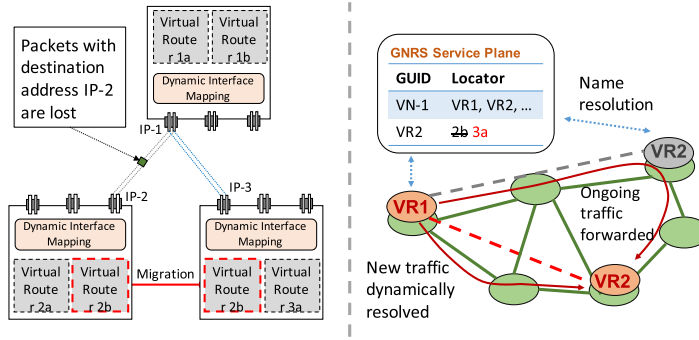 Packets with
destination
address IP-2
are lost
Virtual
Route
r 1a
Virtual
Route
r 1b
Dynamic Interface
Mapping
IP-1
IP-2
IP-3
Dynamic Interface
Mapping
Virtual
Route
r 2a
Virtual
Route
r 2b
Migration
Dynamic Interface
Mapping
Virtual
Route
r 2b
Virtual
Route
r 3a
GNRS Service Plane
GUID Locator
VN-1 VR1, VR2, ...
VR2 2b 3a
Name
resolution
VR2
VR1
Ongoing
traffic
forwarded
New traffic
dynamically
resolved
VR2